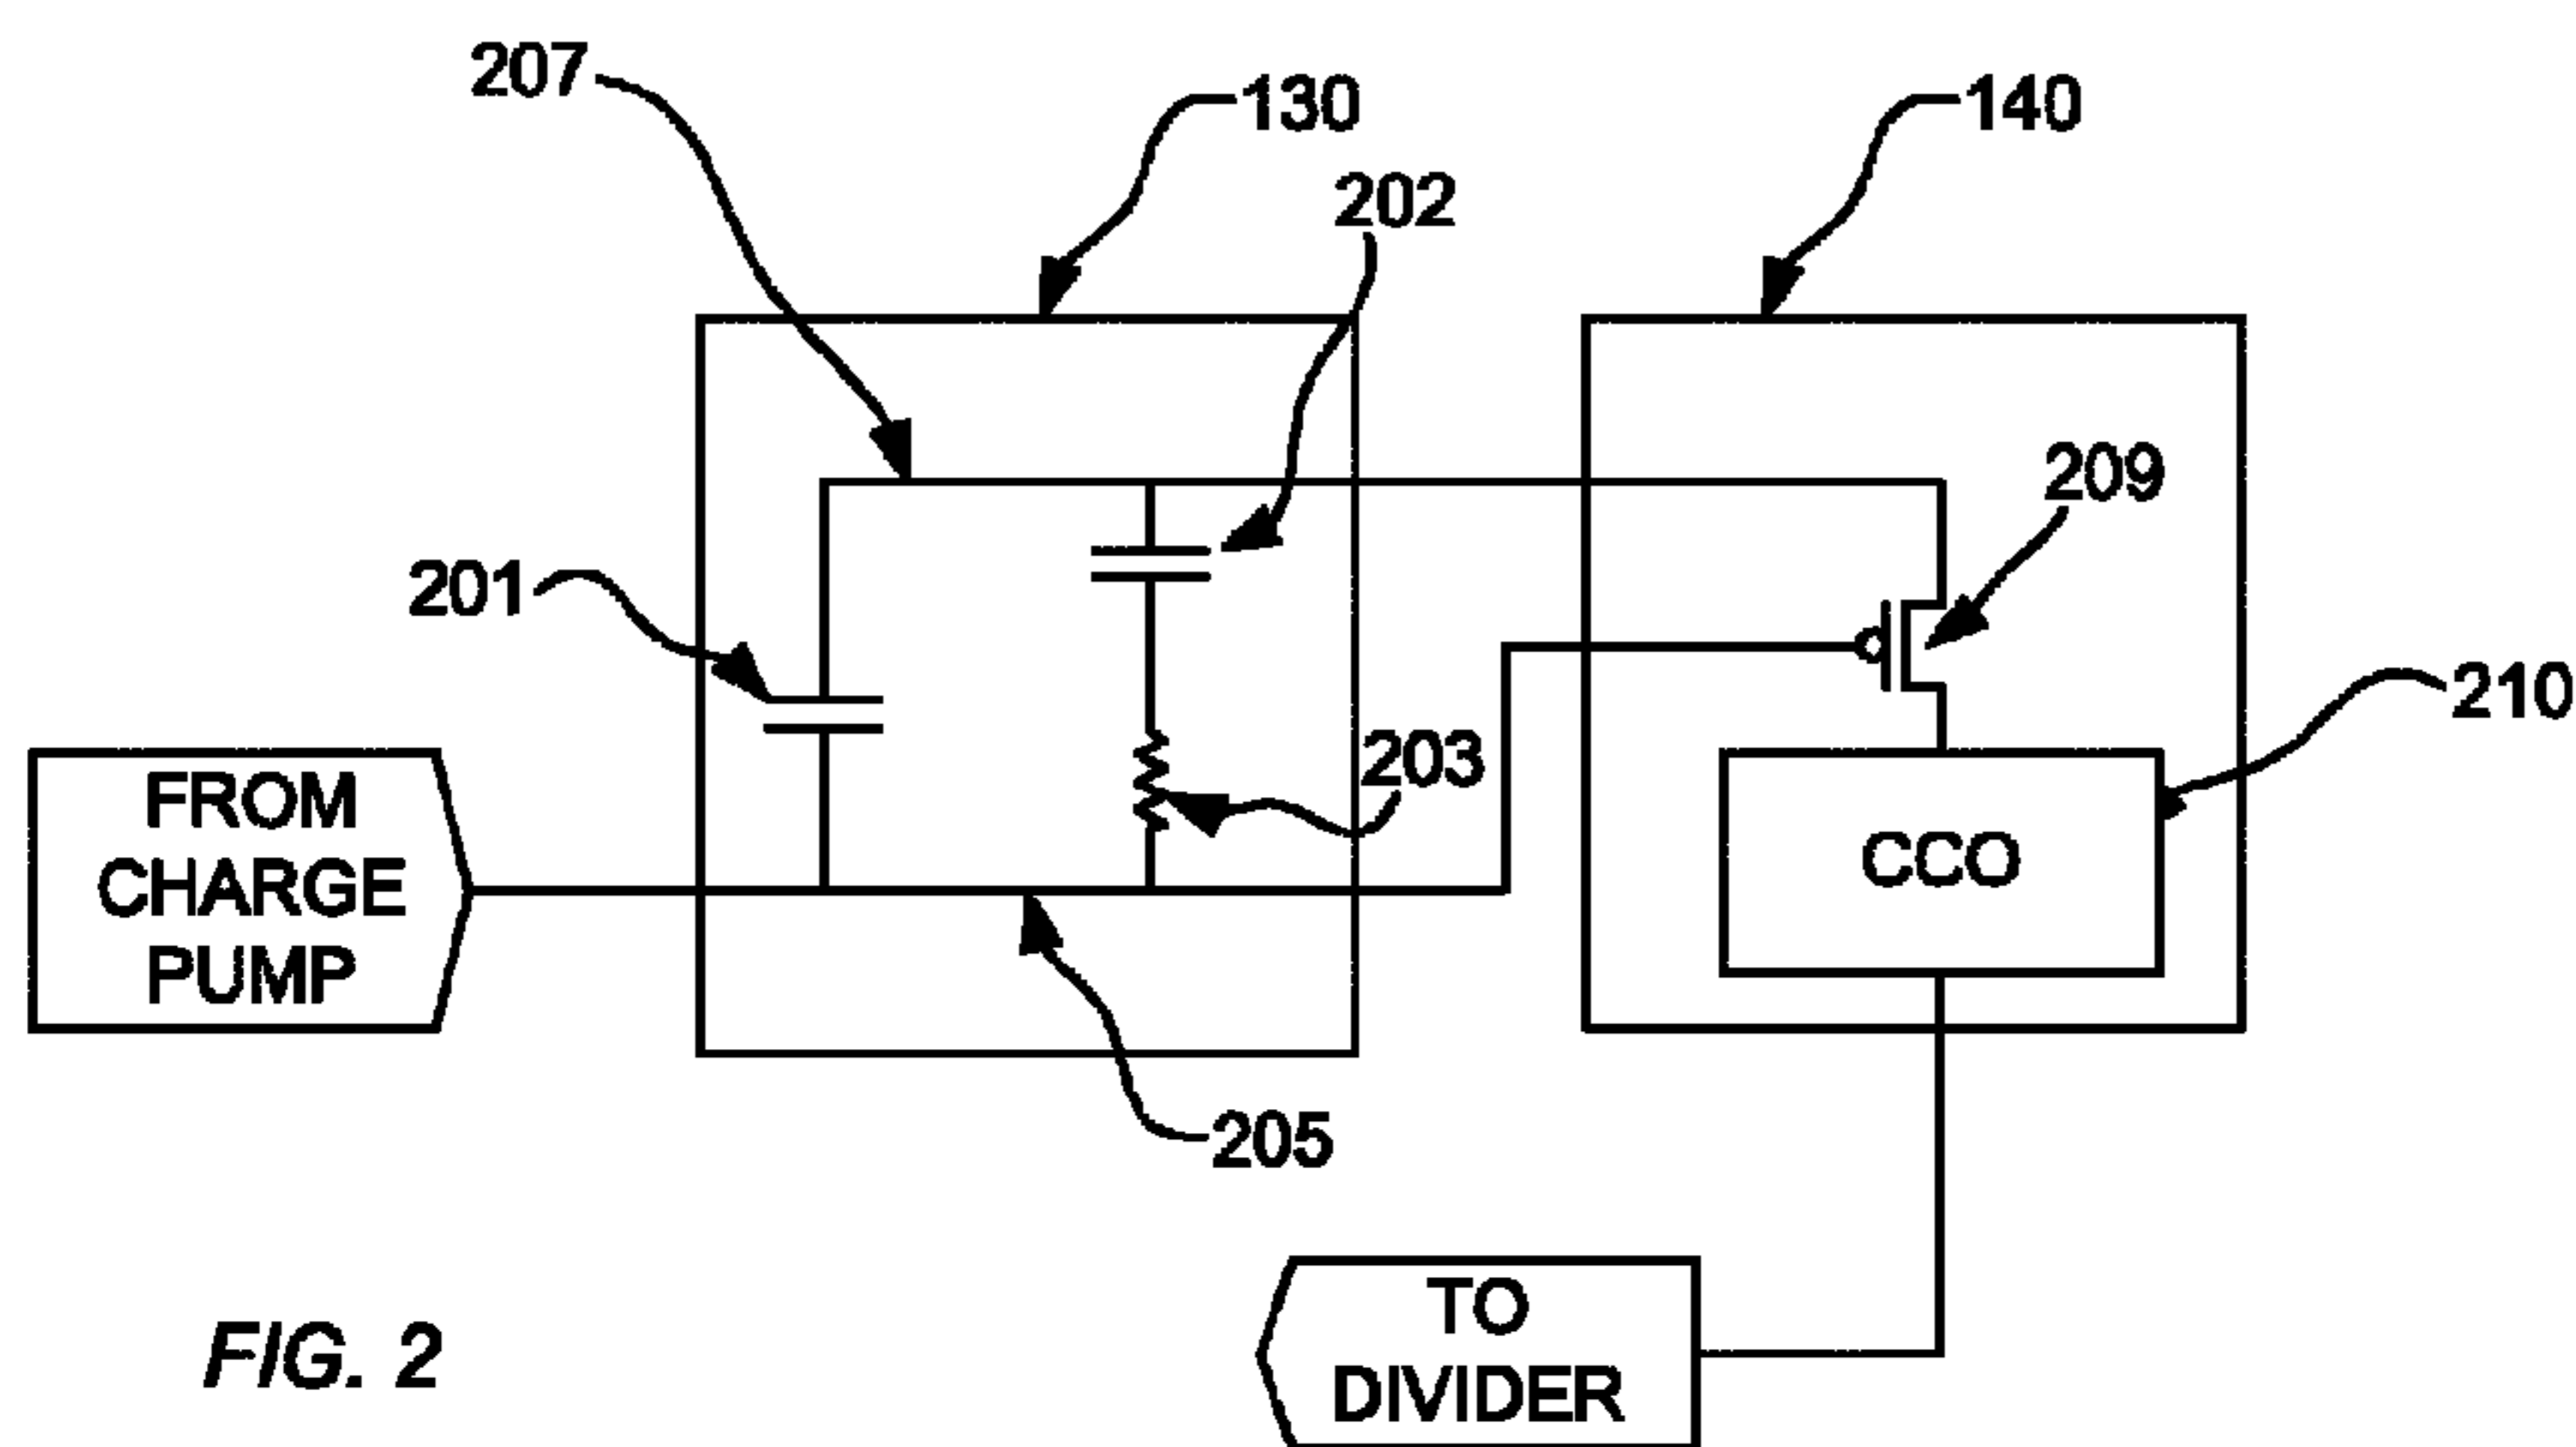 207
130
140
202
209
201
210
203
FROM
CHARGE
PUMP
CCO
205
TO
DIVIDER
FIG. 2